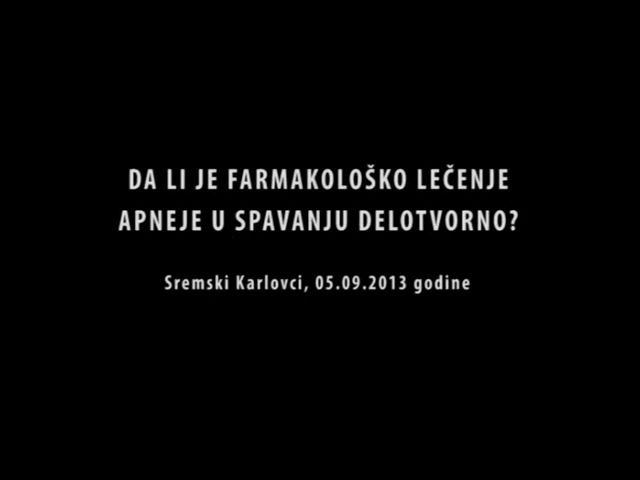 DA LI JE FARMAKOLOŠKO LEČENJE
APNEJE U SPAVANJU DELOTVORNO?
Sremski Karlovci, 05.09.2013 godine